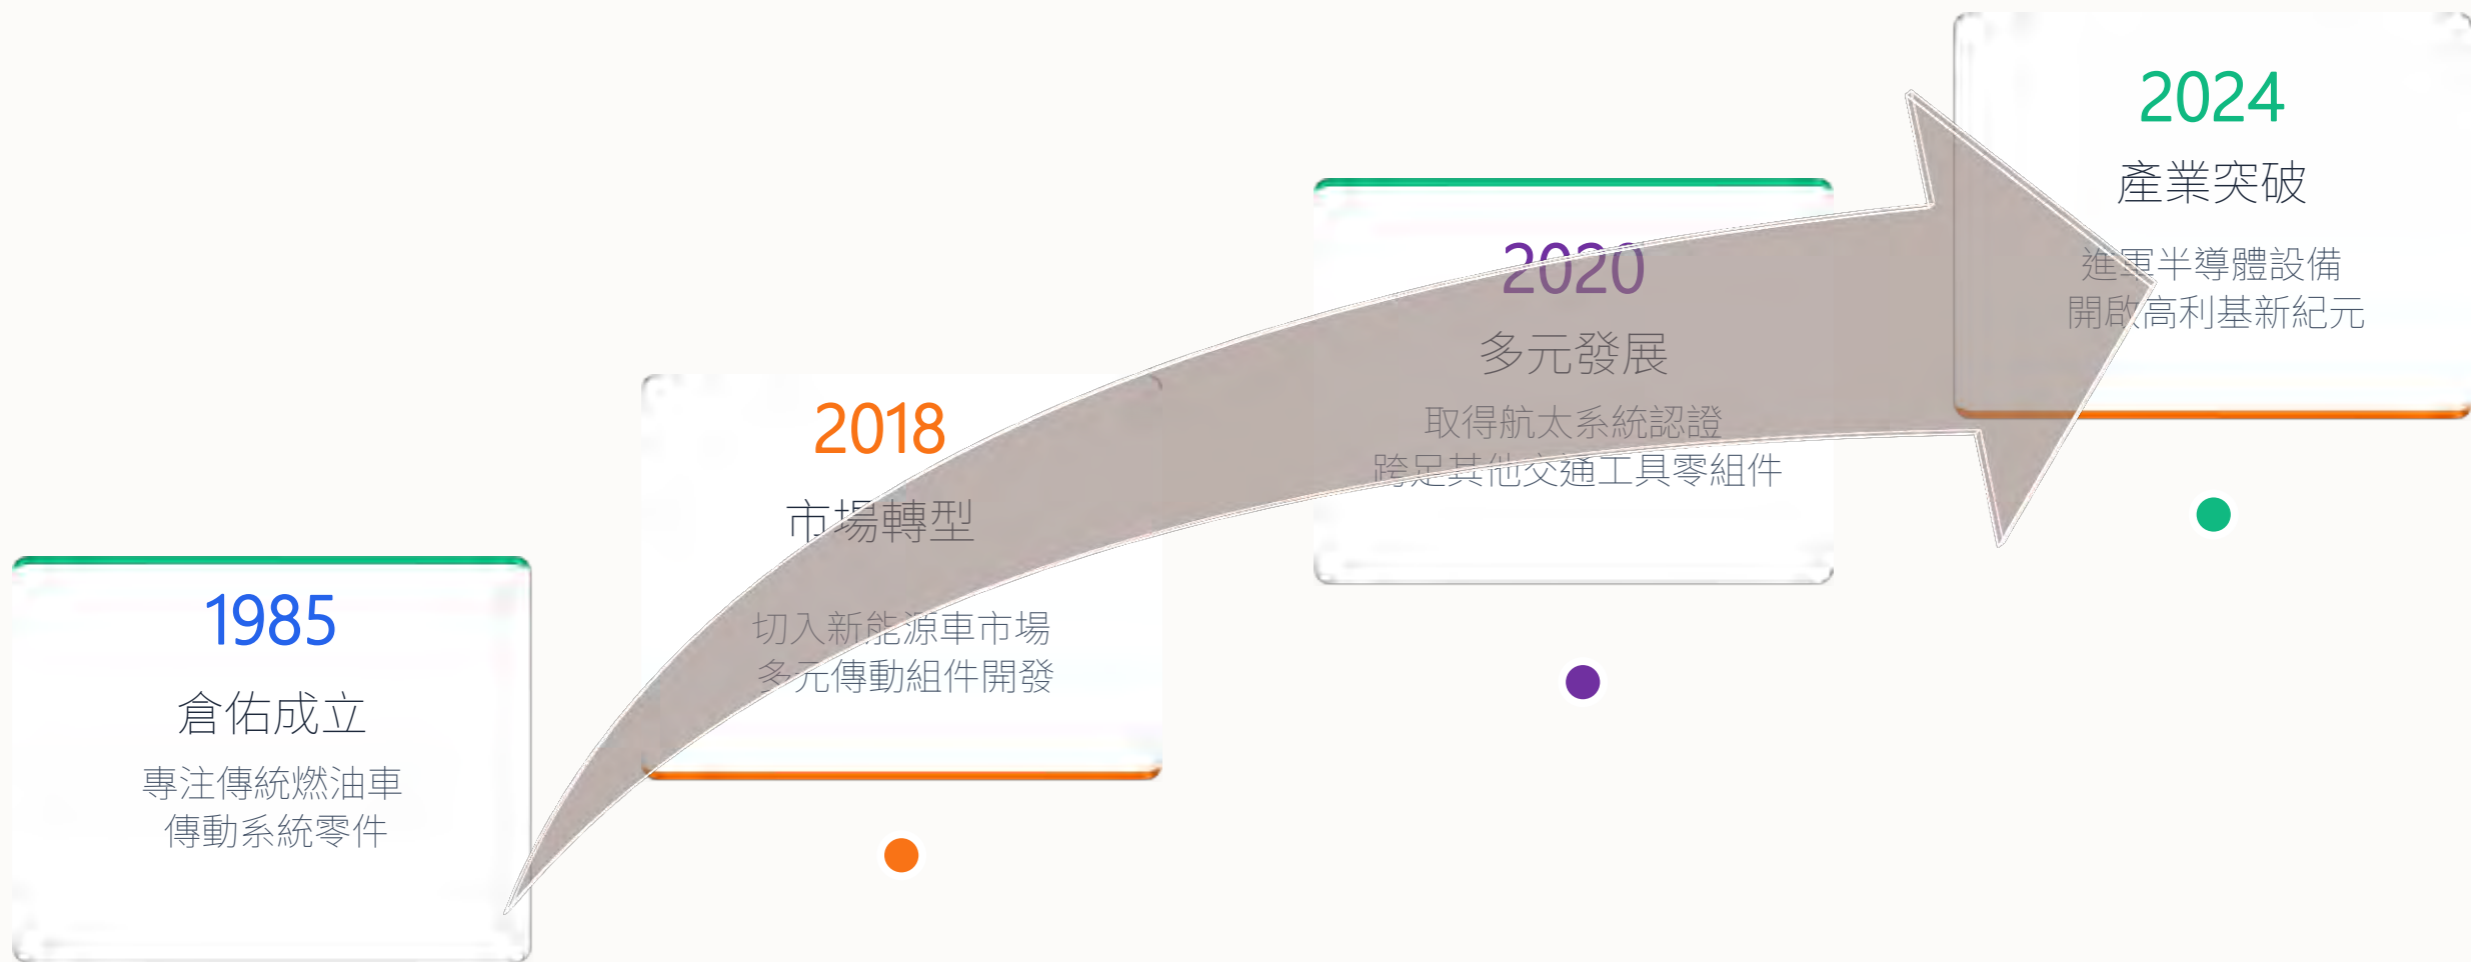 1985
倉佑成立
專注傳統燃油車
傳動系統零件
2018
市場轉型
切入新能源車市場
多元傳動組件開發
2020
多元發展
取得航太系統認證
跨足其他交通工具零組件
2024
產業突破
進軍半導體設備
開啟高利基新紀元